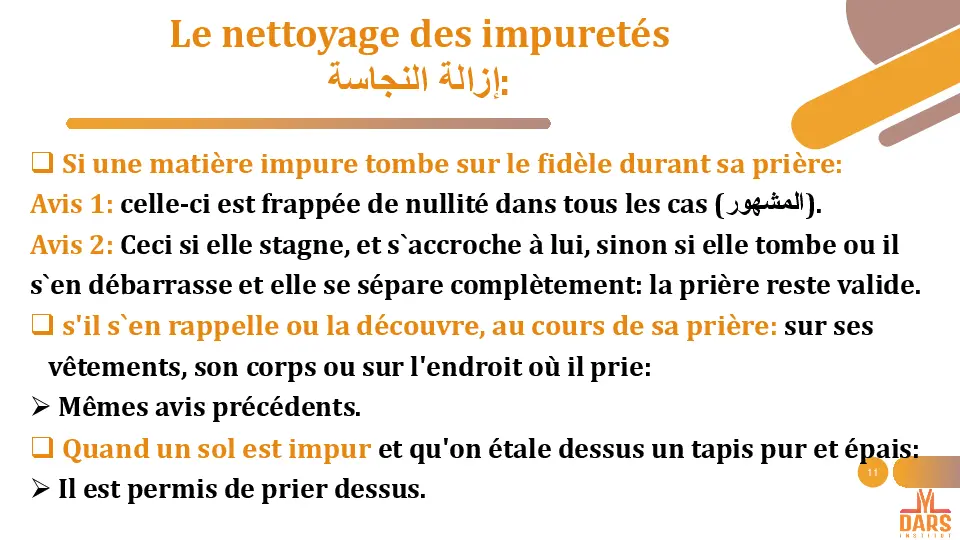 Le nettoyage des impuretés
إزالة النجاسة:
❑ Si une matière impure tombe sur le fidèle durant sa prière:
Avis 1: celle-ci est frappée de nullité dans tous les cas (المشهور).
Avis 2: Ceci si elle stagne, et s`accroche à lui, sinon si elle tombe ou il
s`en débarrasse et elle se sépare complètement: la prière reste valide.
❑ s'il s`en rappelle ou la découvre, au cours de sa prière: sur ses
vêtements, son corps ou sur l'endroit où il prie:
➢ Mêmes avis précédents.
❑ Quand un sol est impur et qu'on étale dessus un tapis pur et épais:
➢ Il est permis de prier dessus.
11
DARS
INSTITUT